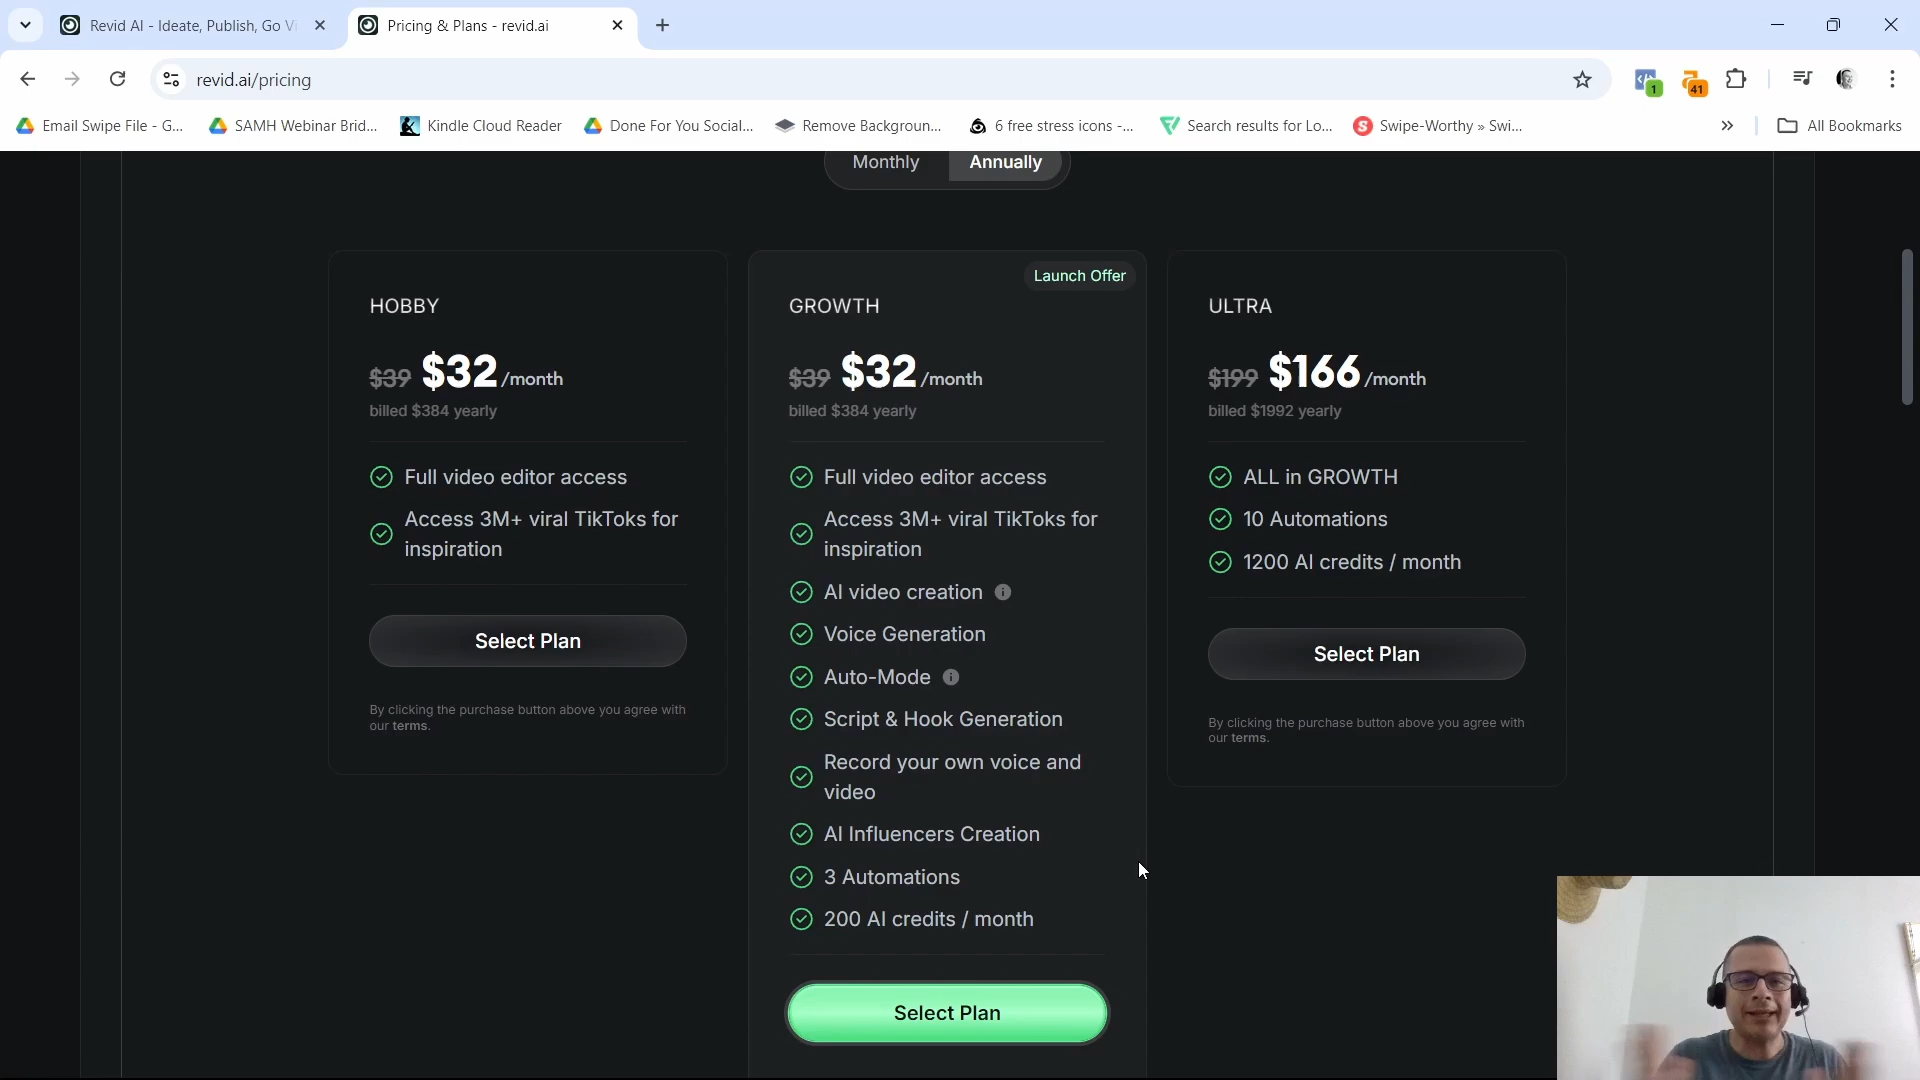 Revid AI - Ideate, Publish, Go Vi
Pricing & Plans - revid.ai
revid.ai/pricing
1
41
Email Swipe File - G...
SAMH Webinar Brid...
Kindle Cloud Reader
Done For You Social...
Remove Backgroun...
6 free stress icons -...
Search results for Lo...
Swipe-Worthy » Swi...
All Bookmarks
Monthly
Annually
HOBBY
$39 $32 /month
billed $384 yearly
Full video editor access
Access 3M+ viral TikToks for
inspiration
Select Plan
By clicking the purchase button above you agree with
our terms.
Launch Offer
GROWTH
$39 $32 /month
billed $384 yearly
Full video editor access
Access 3M+ viral TikToks for
inspiration
AI video creation
Voice Generation
Auto-Mode
Script & Hook Generation
Record your own voice and
video
AI Influencers Creation
3 Automations
200 AI credits / month
Select Plan
ULTRA
$199 $166 /month
billed $1992 yearly
ALL in GROWTH
10 Automations
1200 AI credits / month
Select Plan
By clicking the purchase button above you agree with
our terms.